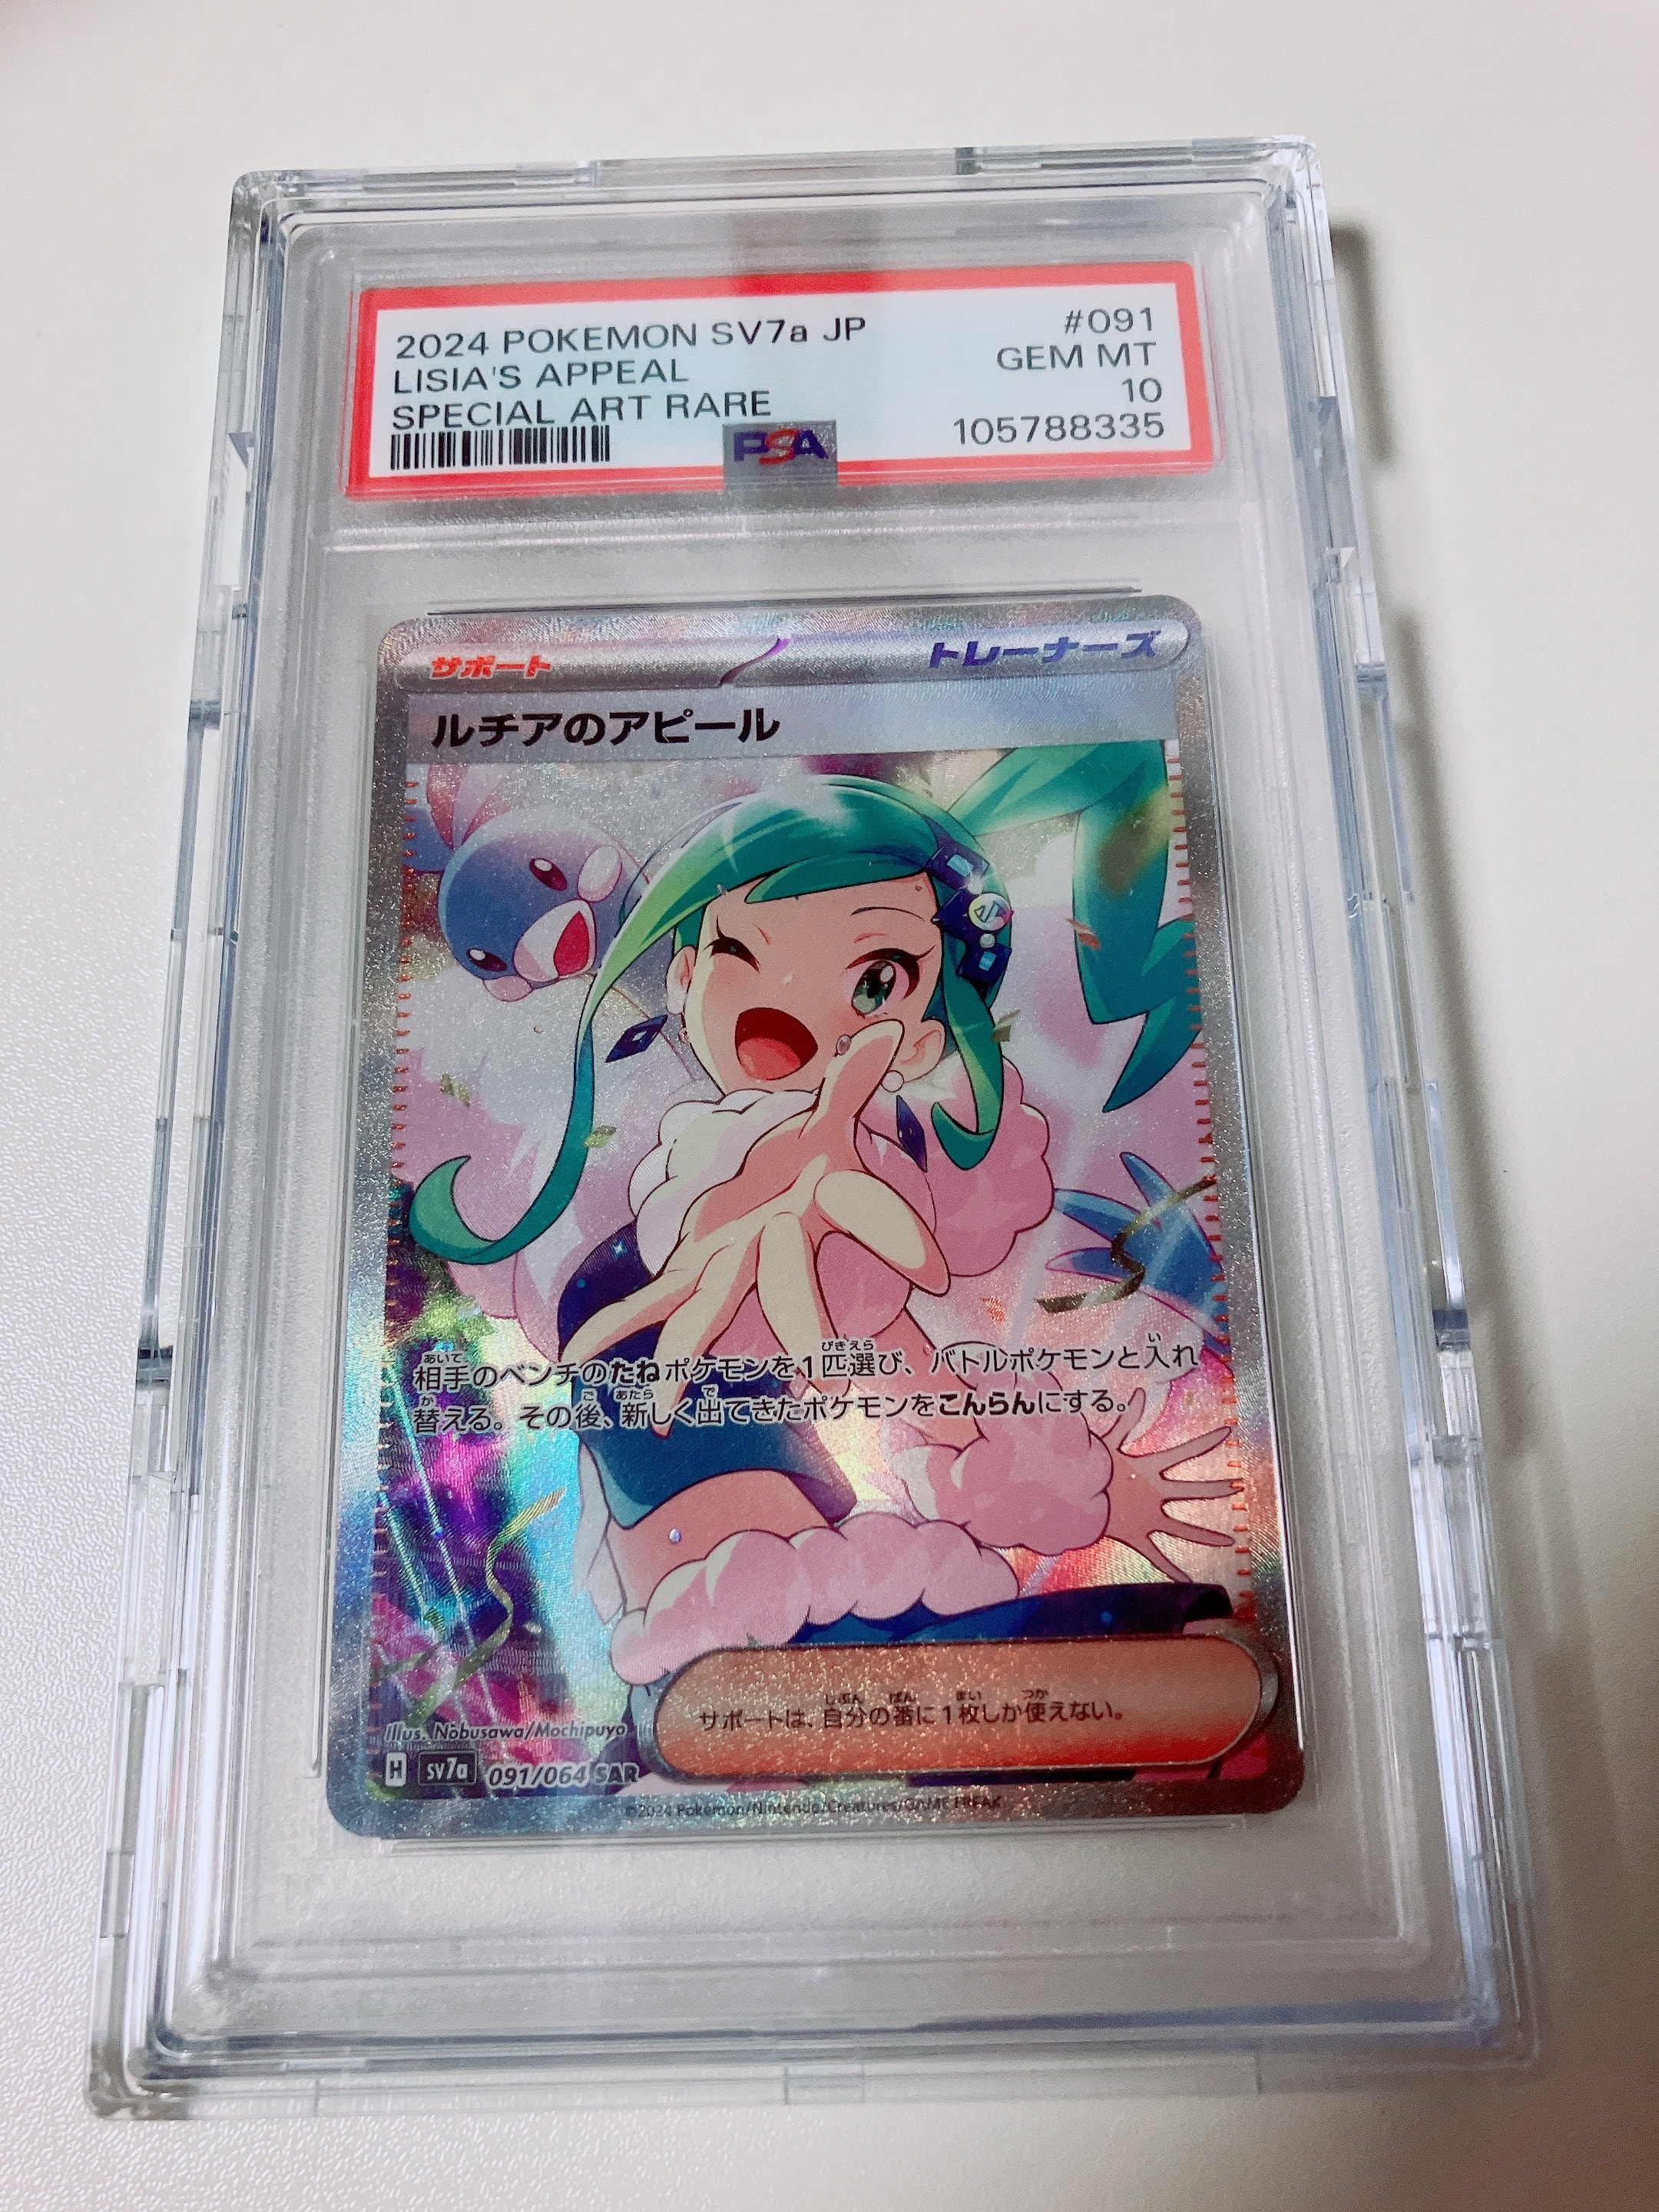 2024 POKEMON SV7a JP
#091
LISIA'S APPEAL
GEM MT
SPECIAL ART RARE
10
PSA
105788335
サポート
トレーナーズ
ルチアのアピール
相手のベンチのたねポケモンを1匹選び、バトルポケモンと入れ
替える。その後、新しく出てきたポケモンをこんらんにする。
サポートは、自分の番に1枚しか使えない。
Illus. Nobusawa/Mochipuyo
H sv7a 091/064 SAR
©2024 Pokémon/Nintendo/Creatures/GAME FREAK